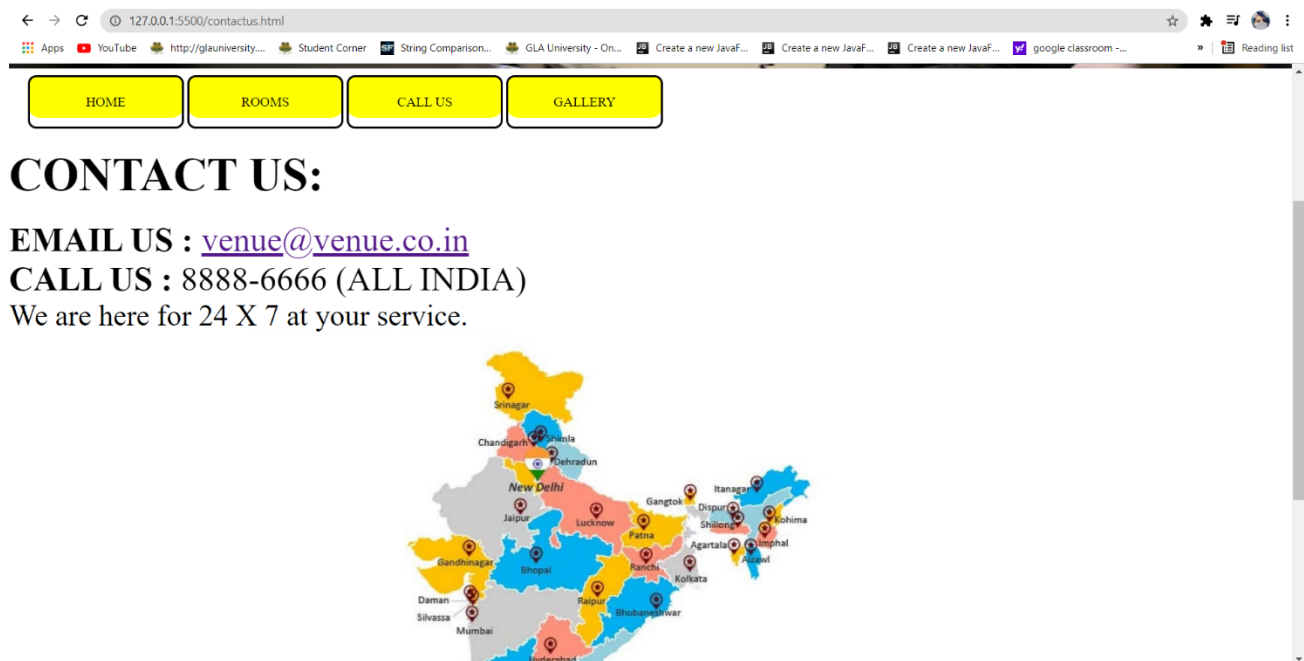 127.0.0.1:5500/contactus.html
Apps YouTube http://glauniversity.... Student Corner SF String Comparison... GLA University - On... Create a new JavaF... Create a new JavaF... Create a new JavaF... google classroom -... » Reading list
HOME ROOMS CALL US GALLERY
CONTACT US:
EMAIL US : venue@venue.co.in
CALL US : 8888-6666 (ALL INDIA)
We are here for 24 X 7 at your service.
Srinagar
Chandigarh Shimla
Dehradun
New Delhi
Gangtok Itanagar
Jaipur Lucknow Dispur
Patna Shillong Kohima
Agartala Imphal
Gandhinagar Bhopal Ranchi Aizawl
Kolkata
Daman Raipur
Silvassa Bhubaneshwar
Mumbai
Hyderabad